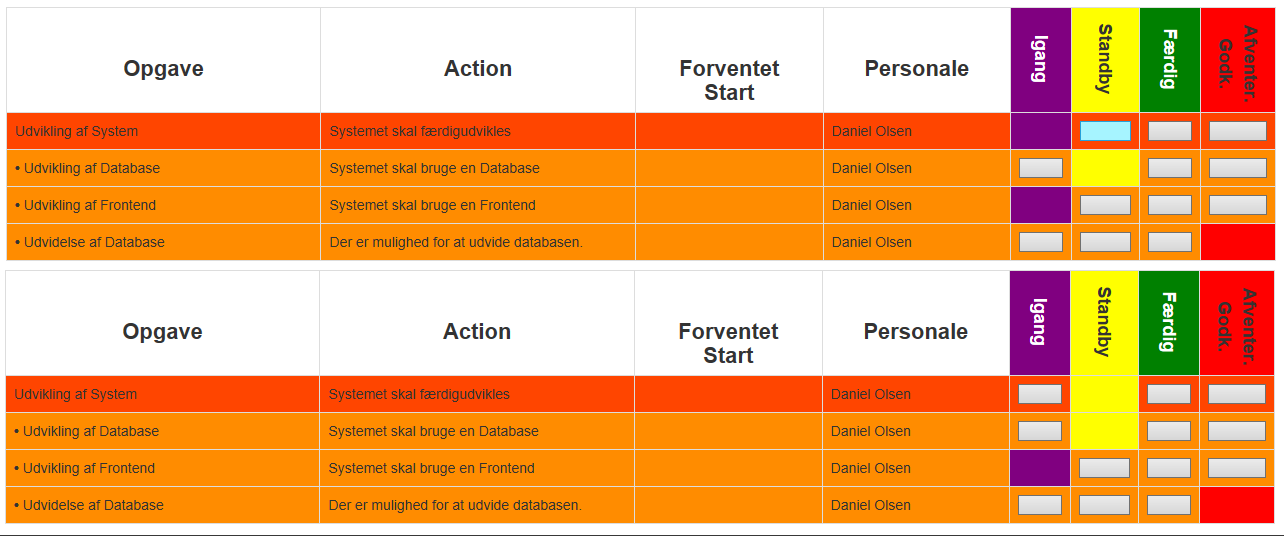 Opgave Action Forventet Start Personale Igang Standby Færdig Afventer. Godk.
Udvikling af System Systemet skal færdigudvikles Daniel Olsen
• Udvikling af Database Systemet skal bruge en Database Daniel Olsen
• Udvikling af Frontend Systemet skal bruge en Frontend Daniel Olsen
• Udvidelse af Database Der er mulighed for at udvide databasen. Daniel Olsen
Opgave Action Forventet Start Personale Igang Standby Færdig Afventer. Godk.
Udvikling af System Systemet skal færdigudvikles Daniel Olsen
• Udvikling af Database Systemet skal bruge en Database Daniel Olsen
• Udvikling af Frontend Systemet skal bruge en Frontend Daniel Olsen
• Udvidelse af Database Der er mulighed for at udvide databasen. Daniel Olsen